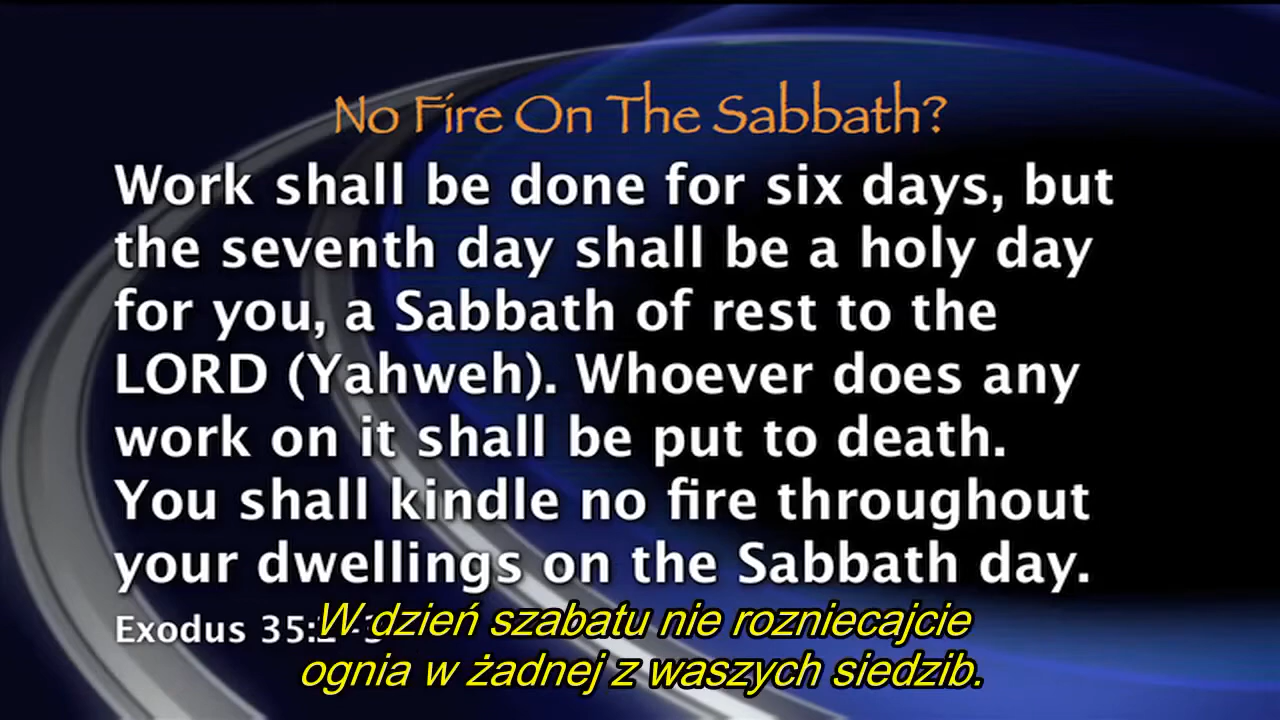 No Fire On The Sabbath?
Work shall be done for six days, but
the seventh day shall be a holy day
for you, a Sabbath of rest to the
LORD (Yahweh). Whoever does any
work on it shall be put to death.
You shall kindle no fire throughout
your dwellings on the Sabbath day.
Exodus 35:2-3
W dzień szabatu nie rozniecajcie
ognia w żadnej z waszych siedzib.